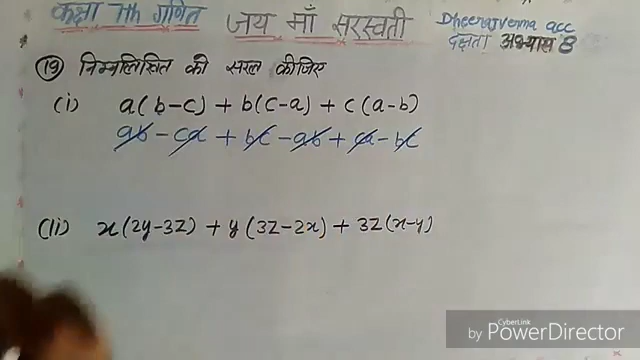 कक्षा 7th गणित जय माँ सरस्वती Dheerajverma acc
दक्षता अभ्यास 8
(19) निम्नलिखित को सरल कीजिए
(i) a(b-c) + b(c-a) + c(a-b)
ab - ca + bc - ab + ca - bc
(ii) x(2y-3z) + y(3z-2x) + 3z(x-y)
CyberLink
by PowerDirector